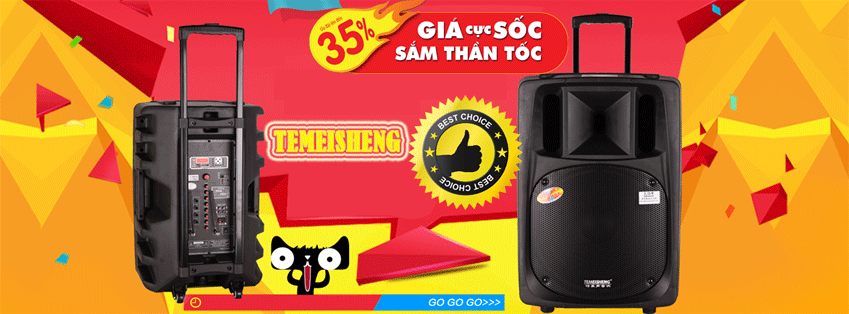 35%
GIÁ CỰC SỐC
SẮM THẦN TỐC
TEMEISHENG
BEST CHOICE
BEST CHOICE
TEMEISHENG
GO GO GO>>>